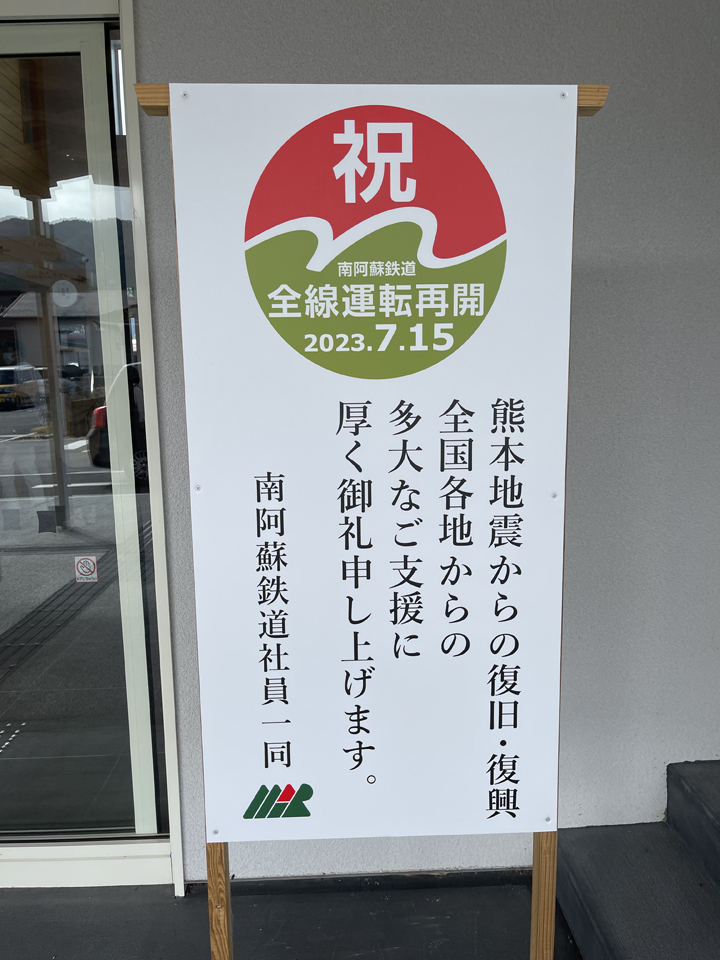 祝
南阿蘇鉄道
全線運転再開
2023.7.15
熊本地震からの復旧・復興
全国各地からの
多大なご支援に
厚く御礼申し上げます。
南阿蘇鉄道社員一同
MR